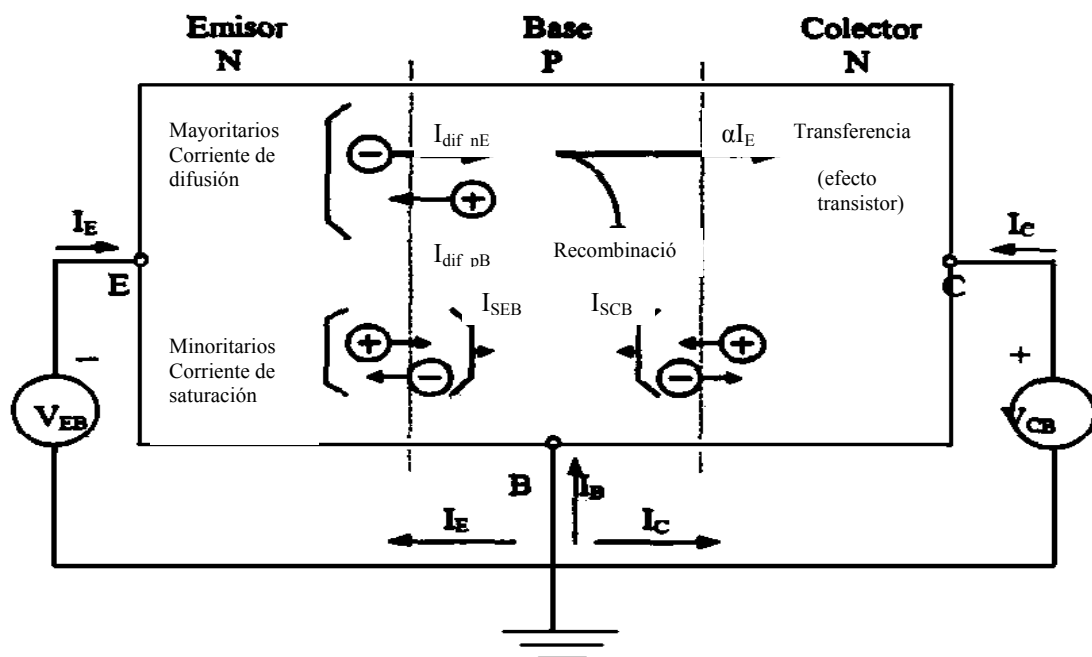 Emisor
N
Base
P
Colector
N
Mayoritarios
Corriente de
difusión
I_dif nE
αI_E
Transferencia
(efecto
transistor)
I_dif pB
Recombinació
I_E
E
I_C
C
I_SEB
I_SCB
Minoritarios
Corriente de
saturación
−
V_EB
+
V_CB
B
I_B
I_E
I_C